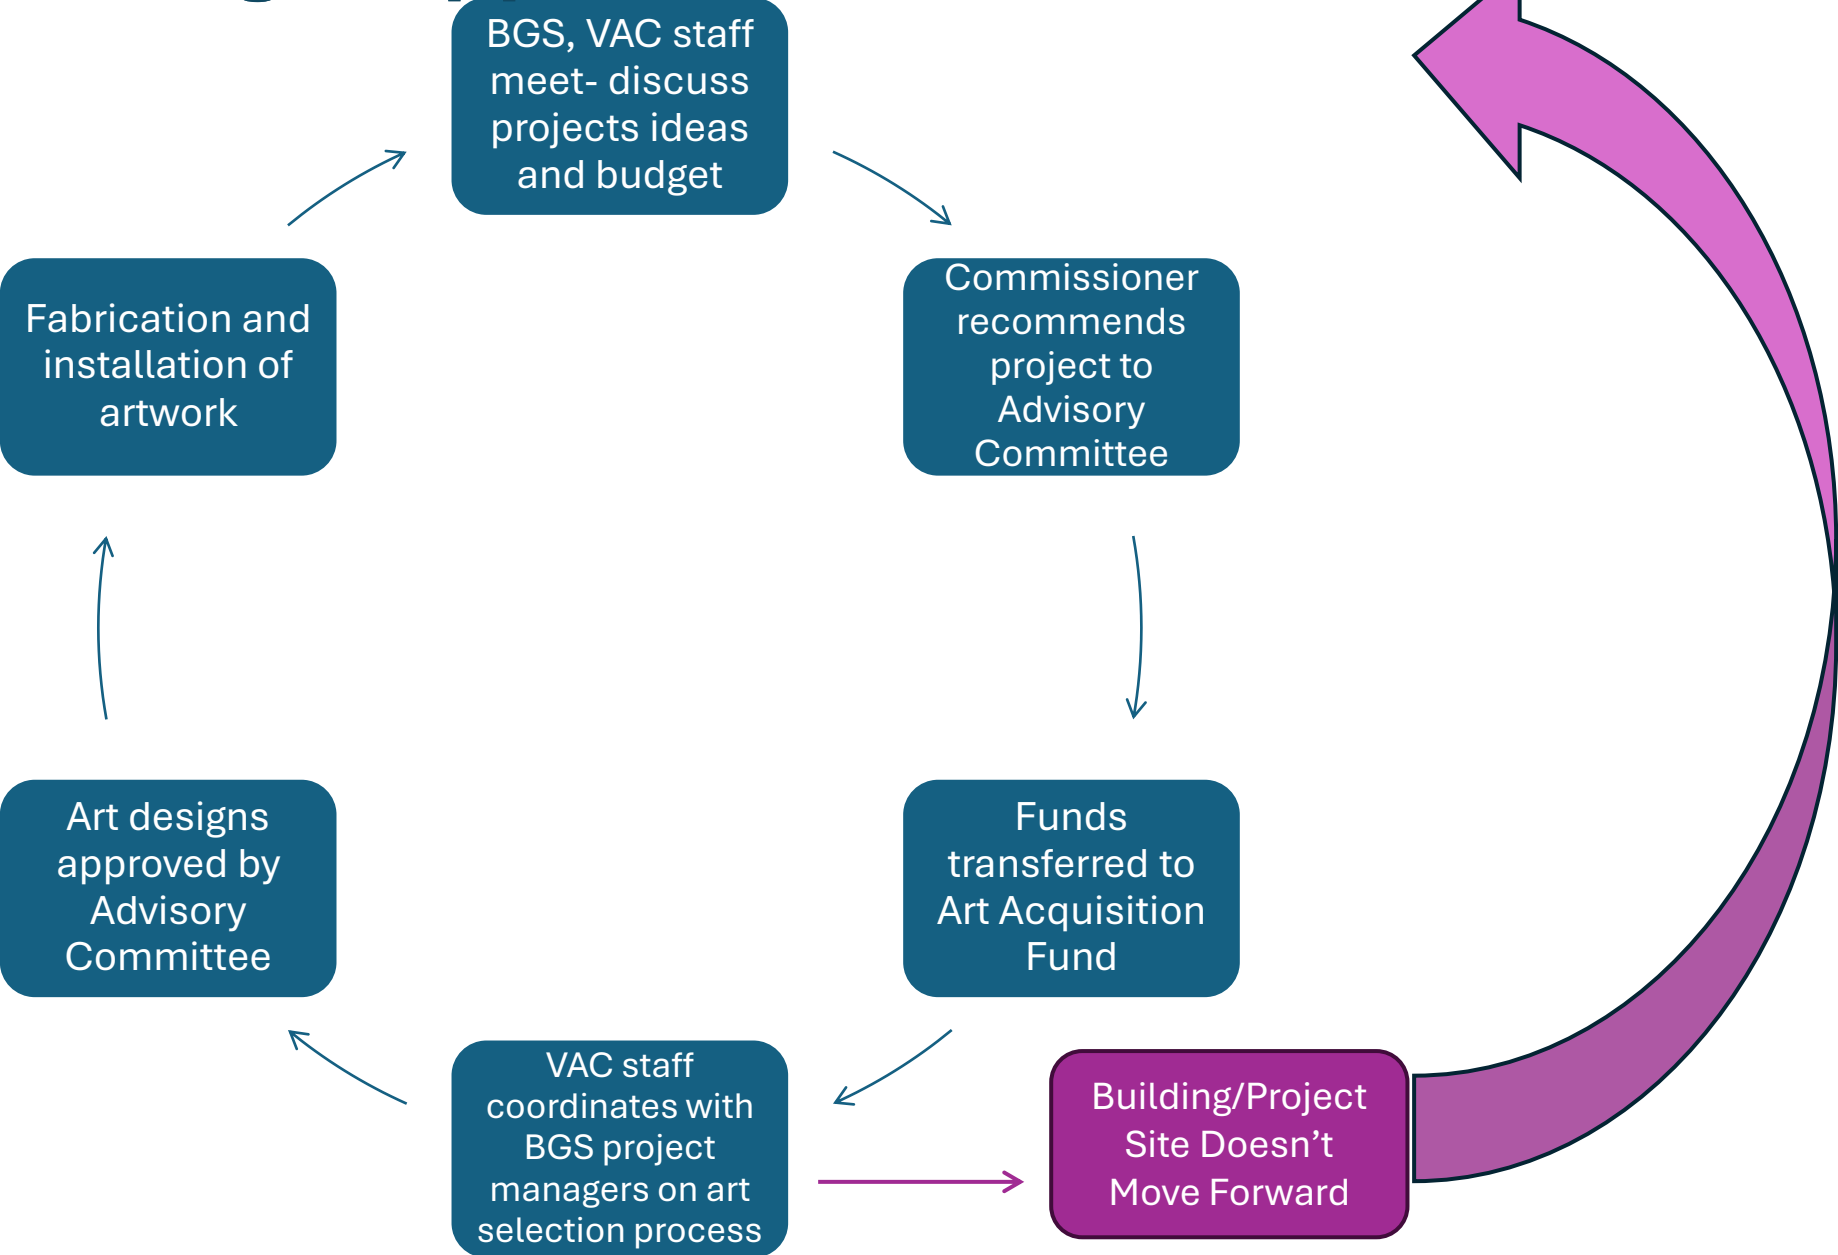 BGS, VAC staff
meet- discuss
projects ideas
and budget
Commissioner
recommends
project to
Advisory
Committee
Funds
transferred to
Art Acquisition
Fund
VAC staff
coordinates with
BGS project
managers on art
selection process
Building/Project
Site Doesn’t
Move Forward
Art designs
approved by
Advisory
Committee
Fabrication and
installation of
artwork